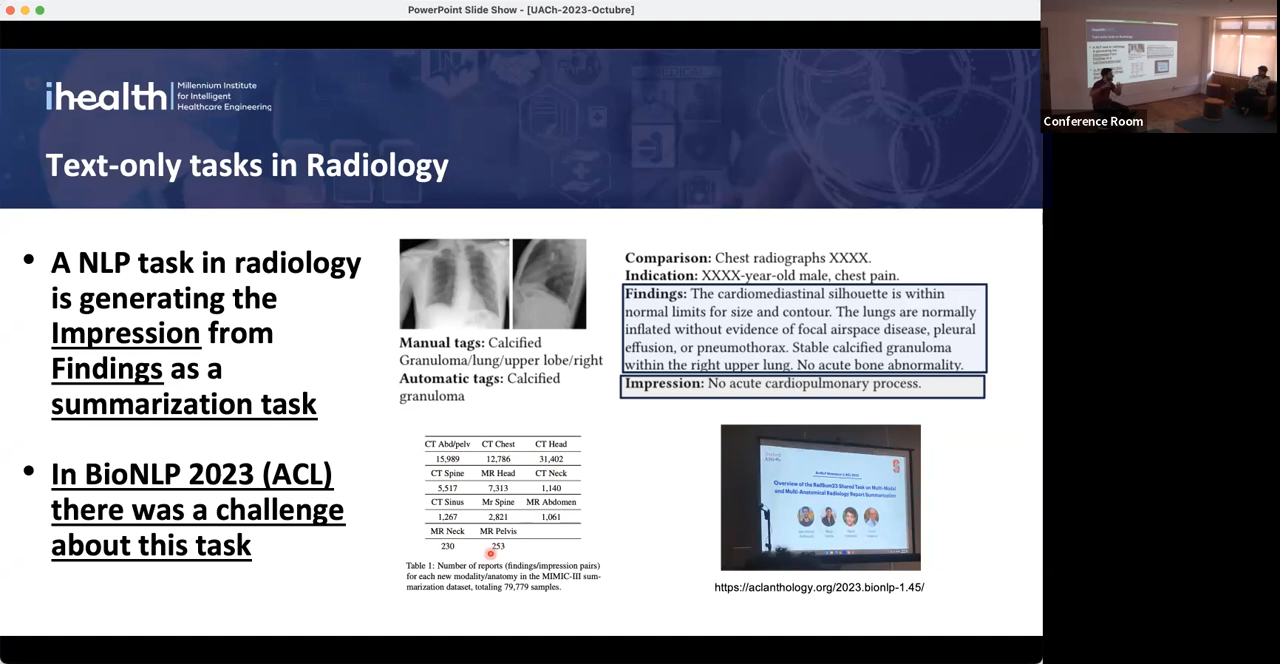 PowerPoint Slide Show - [UACh-2023-Octubre]
ihealth
Millennium Institute
for Intelligent
Healthcare Engineering
Text-only tasks in Radiology
• A NLP task in radiology
is generating the
Impression from
Findings as a
summarization task
• In BioNLP 2023 (ACL)
there was a challenge
about this task
Manual tags: Calcified
Granuloma/lung/upper lobe/right
Automatic tags: Calcified
granuloma
Comparison: Chest radiographs XXXX.
Indication: XXXX-year-old male, chest pain.
Findings: The cardiomediastinal silhouette is within
normal limits for size and contour. The lungs are normally
inflated without evidence of focal airspace disease, pleural
effusion, or pneumothorax. Stable calcified granuloma
within the right upper lung. No acute bone abnormality.
Impression: No acute cardiopulmonary process.
CT Abd/pelv CT Chest CT Head
15,989 12,786 31,402
CT Spine MR Head CT Neck
5,517 7,313 1,140
CT Sinus Mr Spine MR Abdomen
1,267 2,821 1,061
MR Neck MR Pelvis
230 253
Table 1: Number of reports (findings/impression pairs)
for each new modality/anatomy in the MIMIC-III sum-
marization dataset, totaling 79,779 samples.
Overview of the RadSum23 Shared Task on Multi-Modal
and Multi-Anatomical Radiology Report Summarization
https://aclanthology.org/2023.bionlp-1.45/
Conference Room